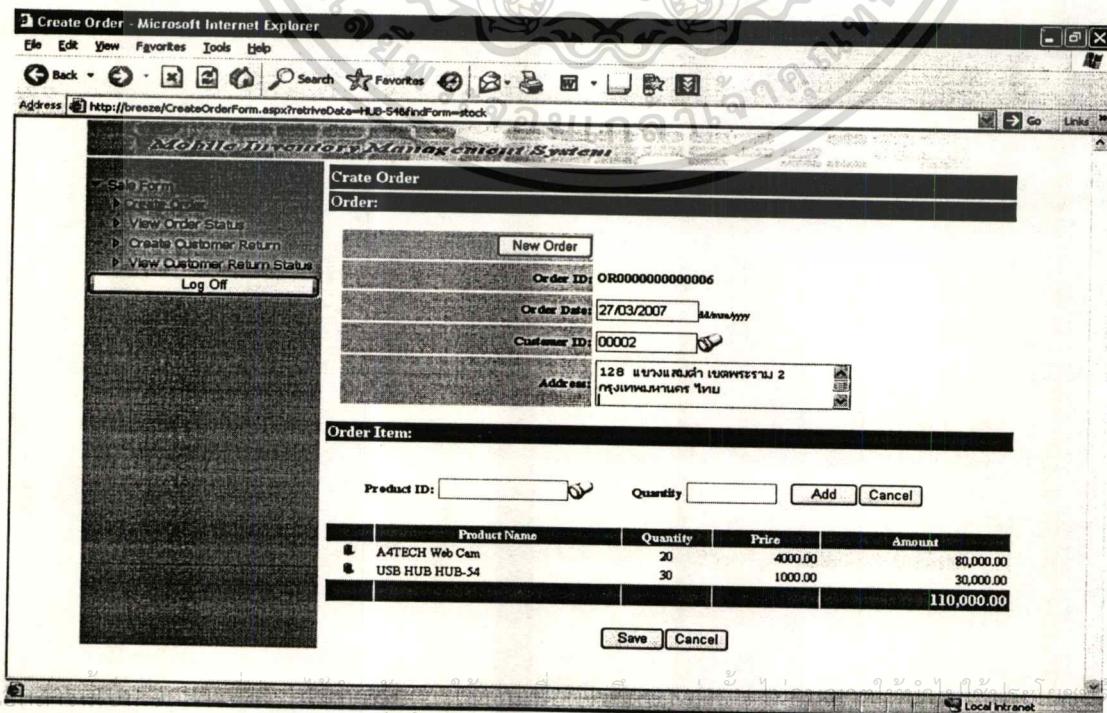 Create Order - Microsoft Internet Explorer
File Edit View Favorites Tools Help
Back Search Favorites
Address http://breeze/CreateOrderForm.aspx?retriveData=HUB-54&findForm=stock Go Links
Mobile Inventory Management System
Sale Form
Create Order
View Order Status
Create Customer Return
View Customer Return Status
Log Off
Crate Order
Order:
New Order
Order ID: OR0000000000006
Order Date: 27/03/2007 dd/mm/yyyy
Customer ID: 00002
Address: 128 แขวงแสมดำ เขตพระราม 2
กรุงเทพมหานคร ไทย
Order Item:
Product ID: Quantity Add Cancel
Product Name Quantity Price Amount
A4TECH Web Cam 20 4000.00 80,000.00
USB HUB HUB-54 30 1000.00 30,000.00
110,000.00
Save Cancel
Local intranet